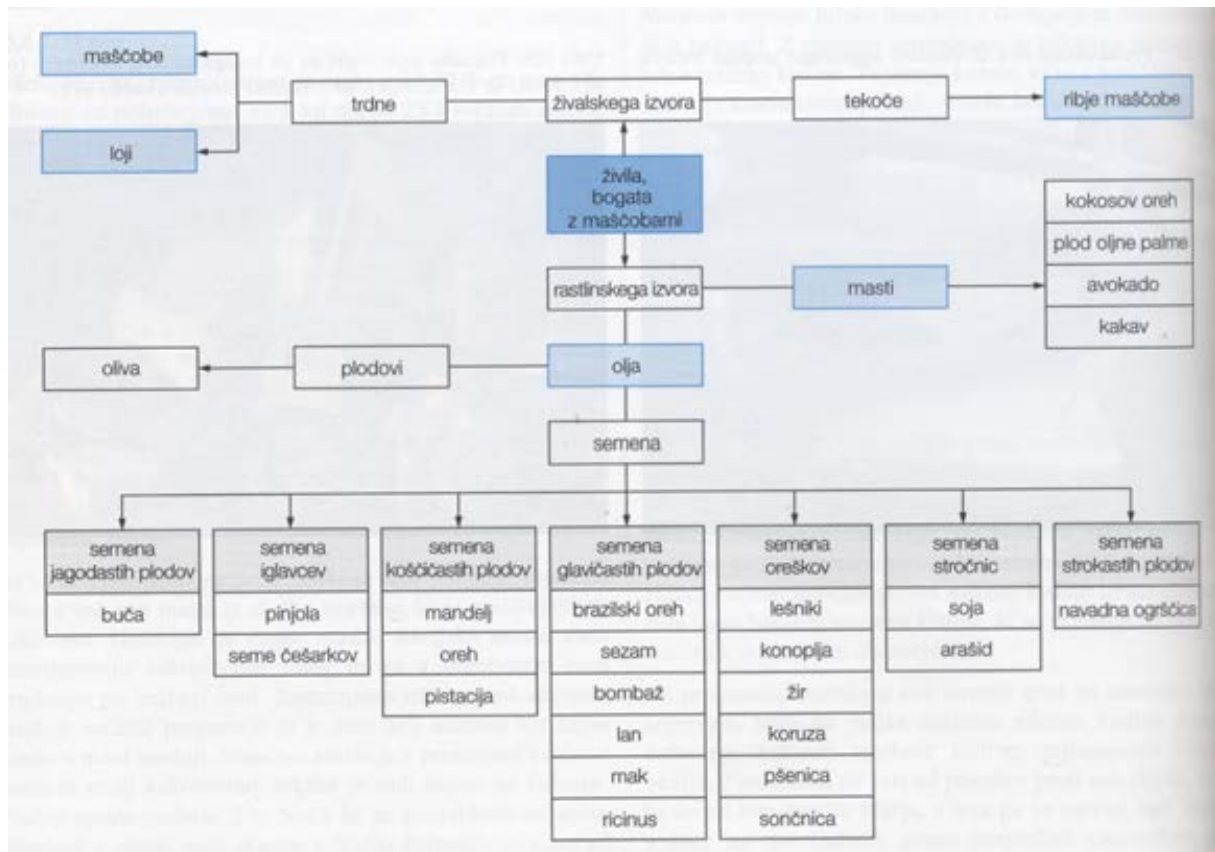 maščobe
loji
trdne
živalskega izvora
tekoče
ribje maščobe
živila,
bogata
z maščobami
rastlinskega izvora
masti
kokosov oreh
plod oljne palme
avokado
kakav
oliva
plodovi
olja
semena
semena
jagodastih plodov
buča
semena
iglavcev
pinjola
seme češarkov
semena
koščičastih plodov
mandelj
oreh
pistacija
semena
glavičastih plodov
brazilski oreh
sezam
bombaž
lan
mak
ricinus
semena
oreškov
lešniki
konoplja
žir
koruza
pšenica
sončnica
semena
stročnic
soja
arašid
semena
strokastih plodov
navadna ogrščica